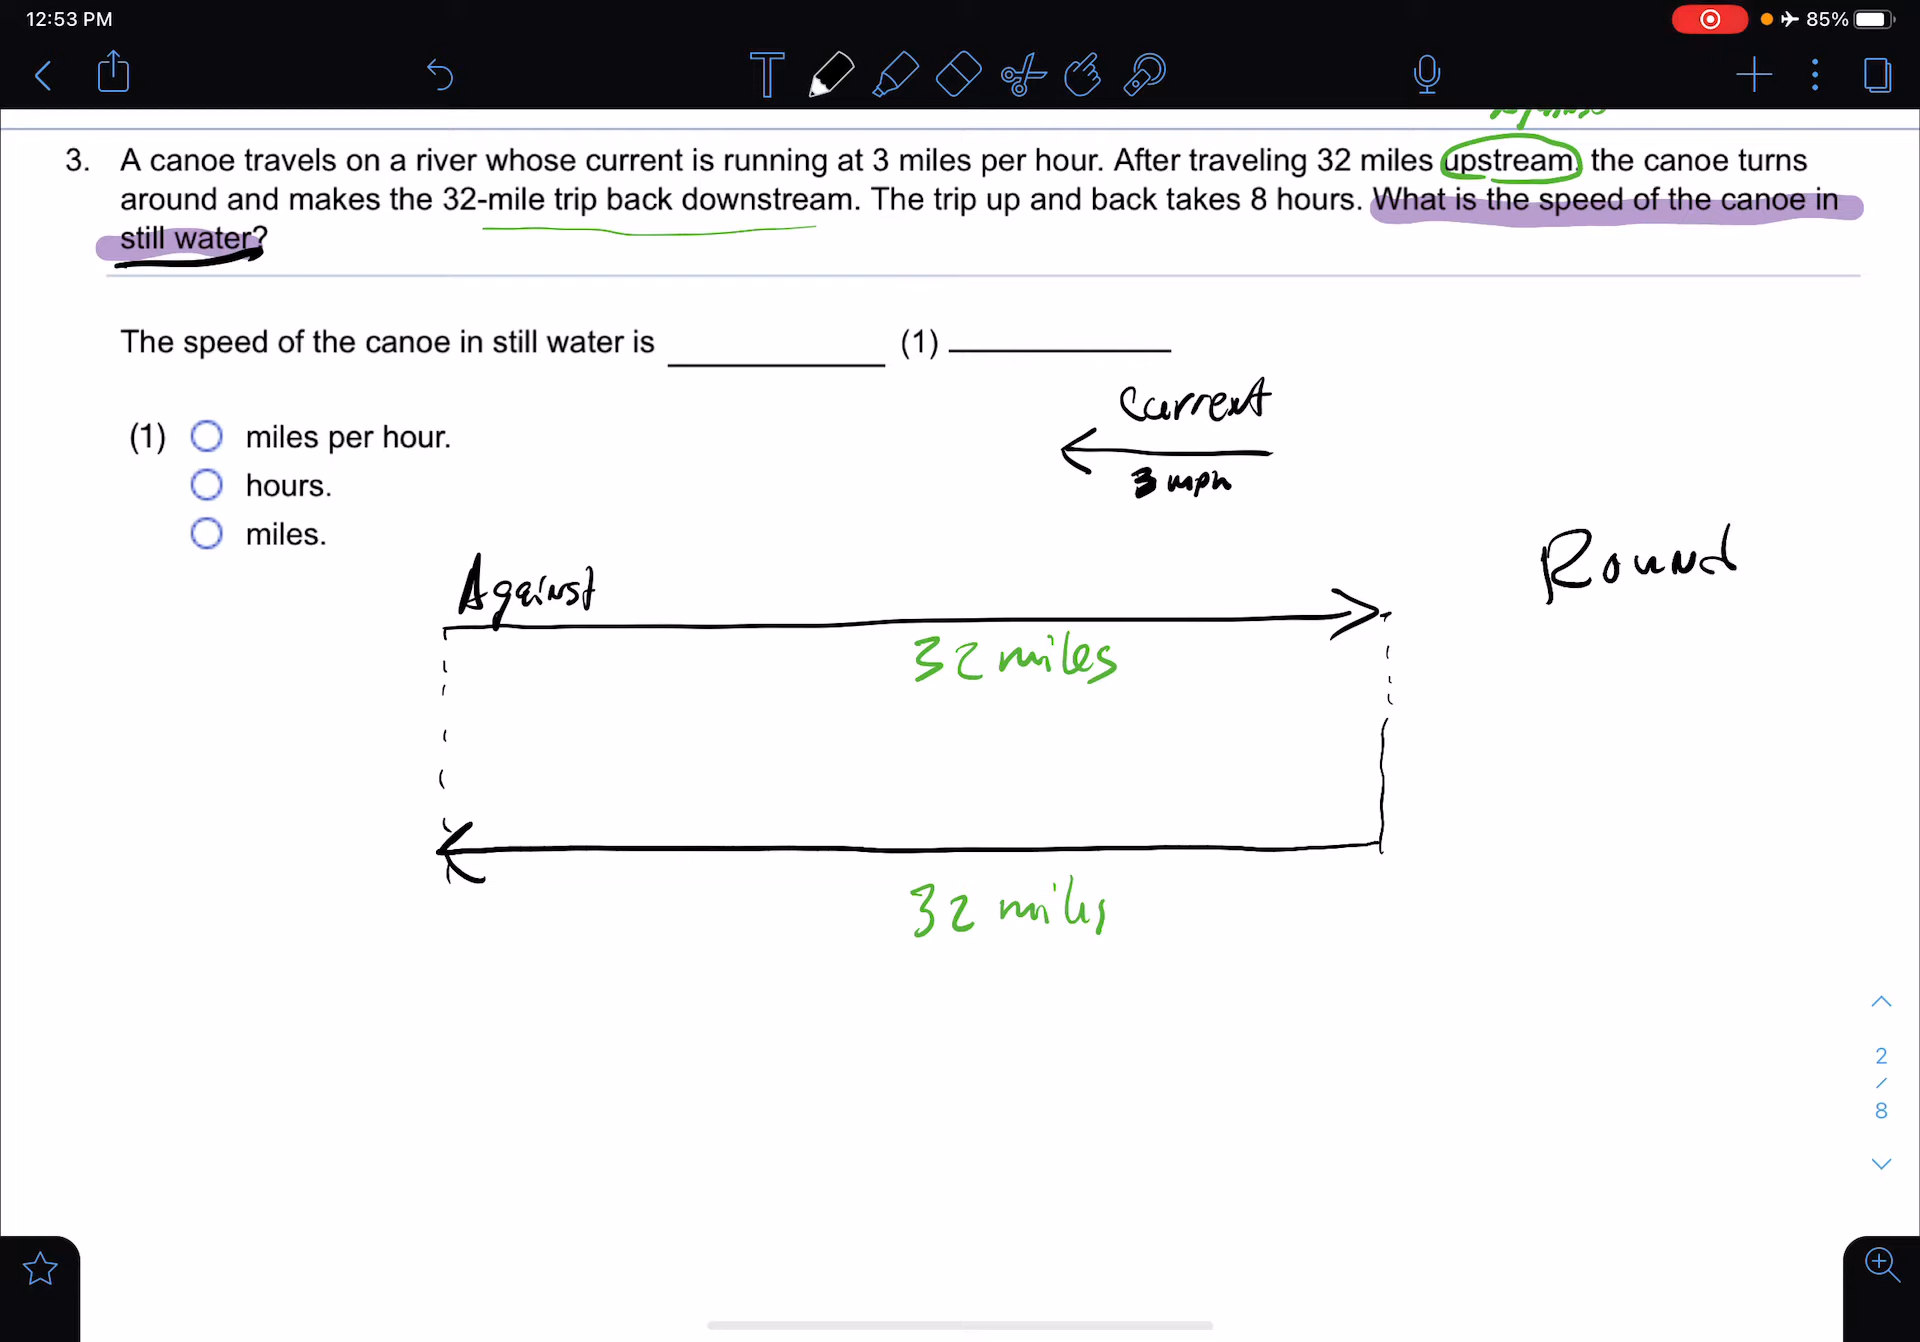 12:53 PM
85%
3. A canoe travels on a river whose current is running at 3 miles per hour. After traveling 32 miles upstream, the canoe turns
around and makes the 32-mile trip back downstream. The trip up and back takes 8 hours. What is the speed of the canoe in
still water?
The speed of the canoe in still water is ____________ (1) ____________
(1) miles per hour.
hours.
miles.
Current
3 mph
Round
Against
32 miles
32 miles
2
/
8